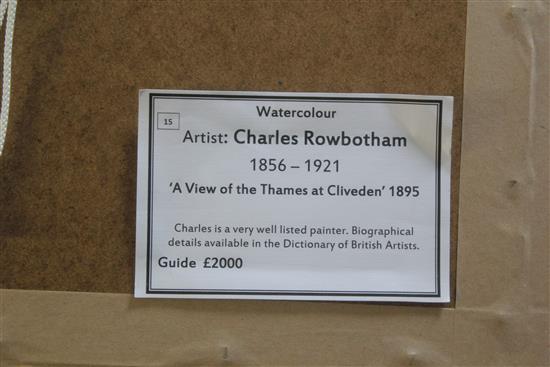 Watercolour
15
Artist: Charles Rowbotham
1856 – 1921
'A View of the Thames at Cliveden' 1895
Charles is a very well listed painter. Biographical
details available in the Dictionary of British Artists.
Guide £2000